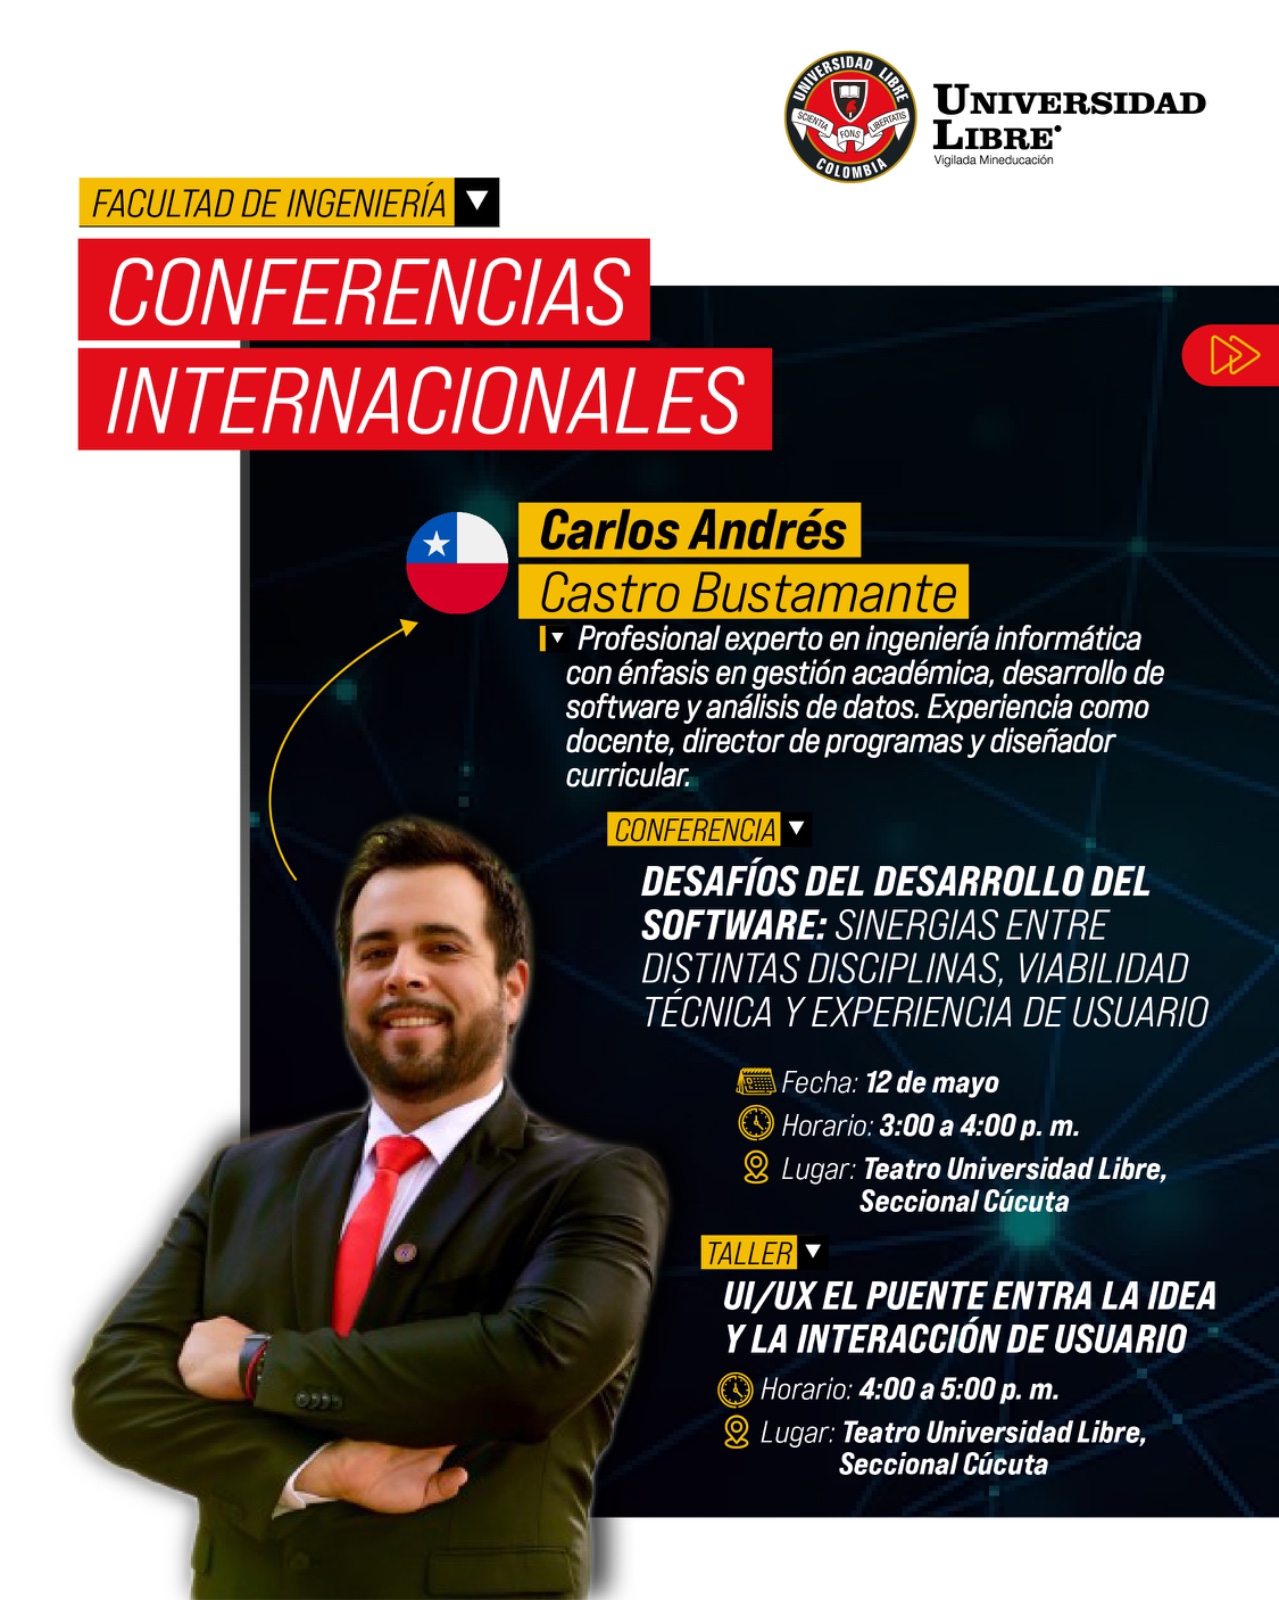 UNIVERSIDAD LIBRE
SCIENTIA
FONS
LIBERTATIS
COLOMBIA
UNIVERSIDAD
LIBRE
Vigilada Mineducación
FACULTAD DE INGENIERÍA
CONFERENCIAS
INTERNACIONALES
Carlos Andrés
Castro Bustamante
Profesional experto en ingeniería informática
con énfasis en gestión académica, desarrollo de
software y análisis de datos. Experiencia como
docente, director de programas y diseñador
curricular.
CONFERENCIA
DESAFÍOS DEL DESARROLLO DEL
SOFTWARE: SINERGIAS ENTRE
DISTINTAS DISCIPLINAS, VIABILIDAD
TÉCNICA Y EXPERIENCIA DE USUARIO
Fecha: 12 de mayo
Horario: 3:00 a 4:00 p. m.
Lugar: Teatro Universidad Libre,
Seccional Cúcuta
TALLER
UI/UX EL PUENTE ENTRA LA IDEA
Y LA INTERACCIÓN DE USUARIO
Horario: 4:00 a 5:00 p. m.
Lugar: Teatro Universidad Libre,
Seccional Cúcuta